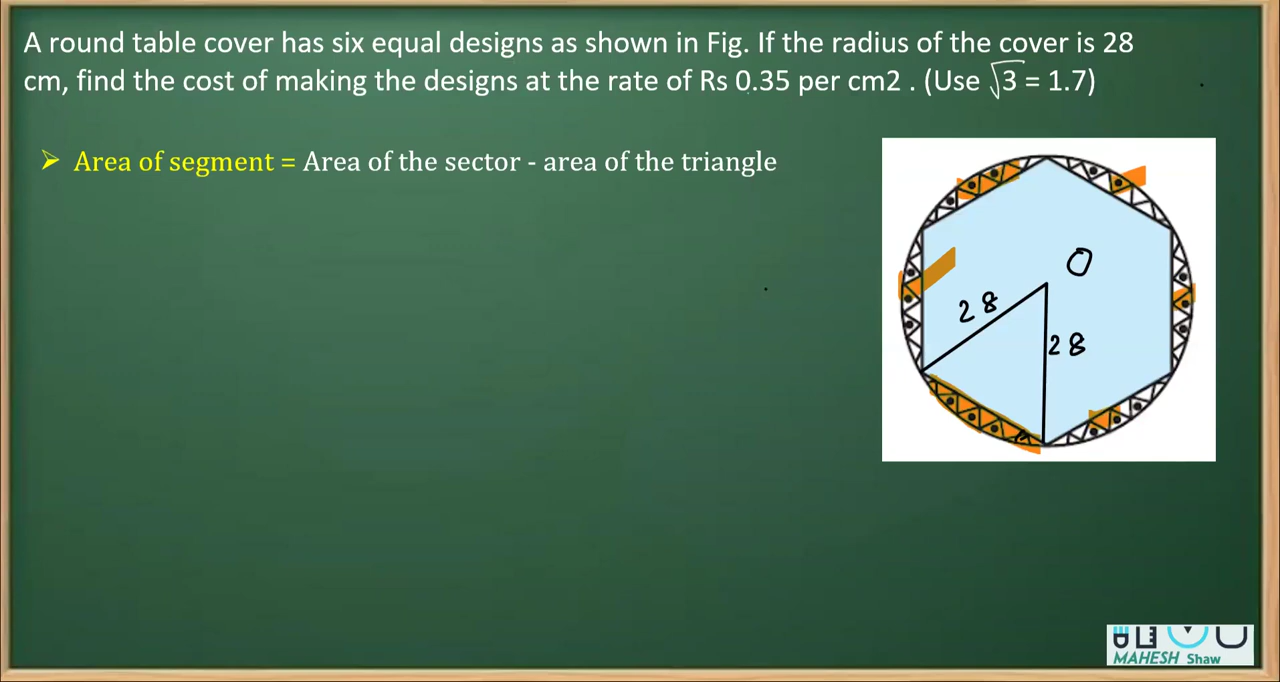 A round table cover has six equal designs as shown in Fig. If the radius of the cover is 28
cm, find the cost of making the designs at the rate of Rs 0.35 per cm2 . (Use √3 = 1.7)
➢ Area of segment = Area of the sector - area of the triangle
O
28
28
MAHESH Shaw